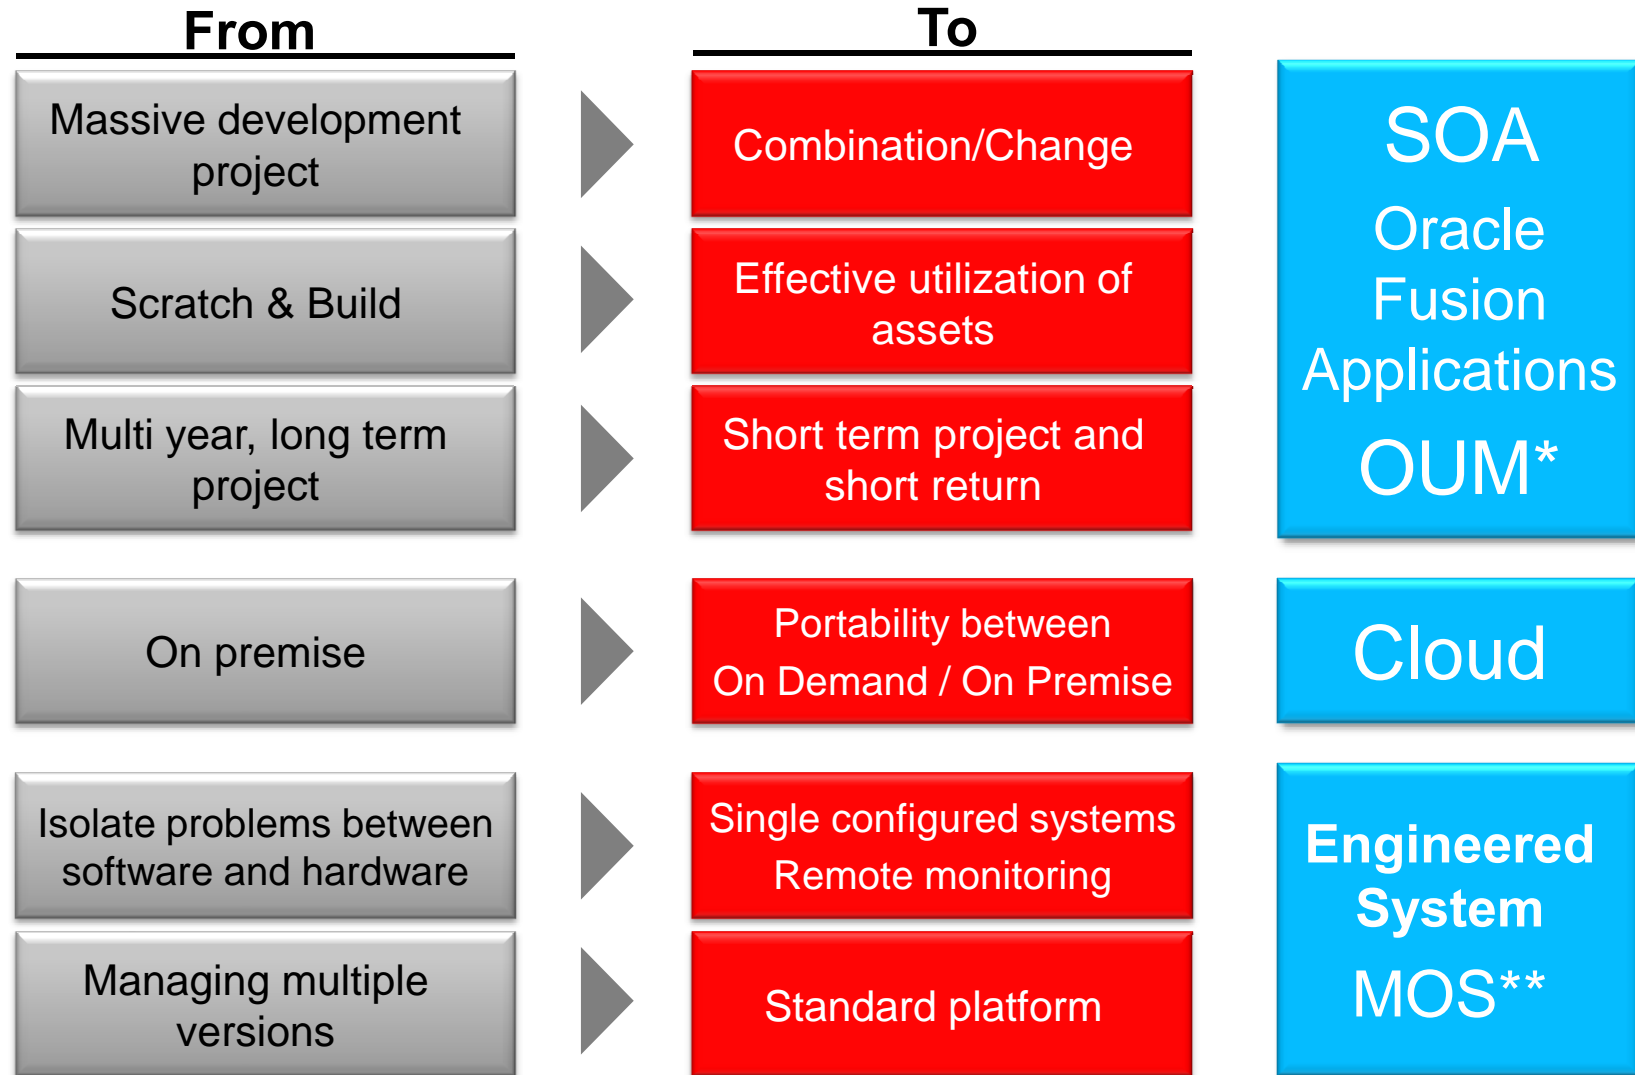 From
To
Massive development
project
Combination/Change
Scratch & Build
Effective utilization of
assets
Multi year, long term
project
Short term project and
short return
SOA
Oracle
Fusion
Applications
OUM*
On premise
Portability between
On Demand / On Premise
Cloud
Isolate problems between
software and hardware
Single configured systems
Remote monitoring
Managing multiple
versions
Standard platform
Engineered
System
MOS**